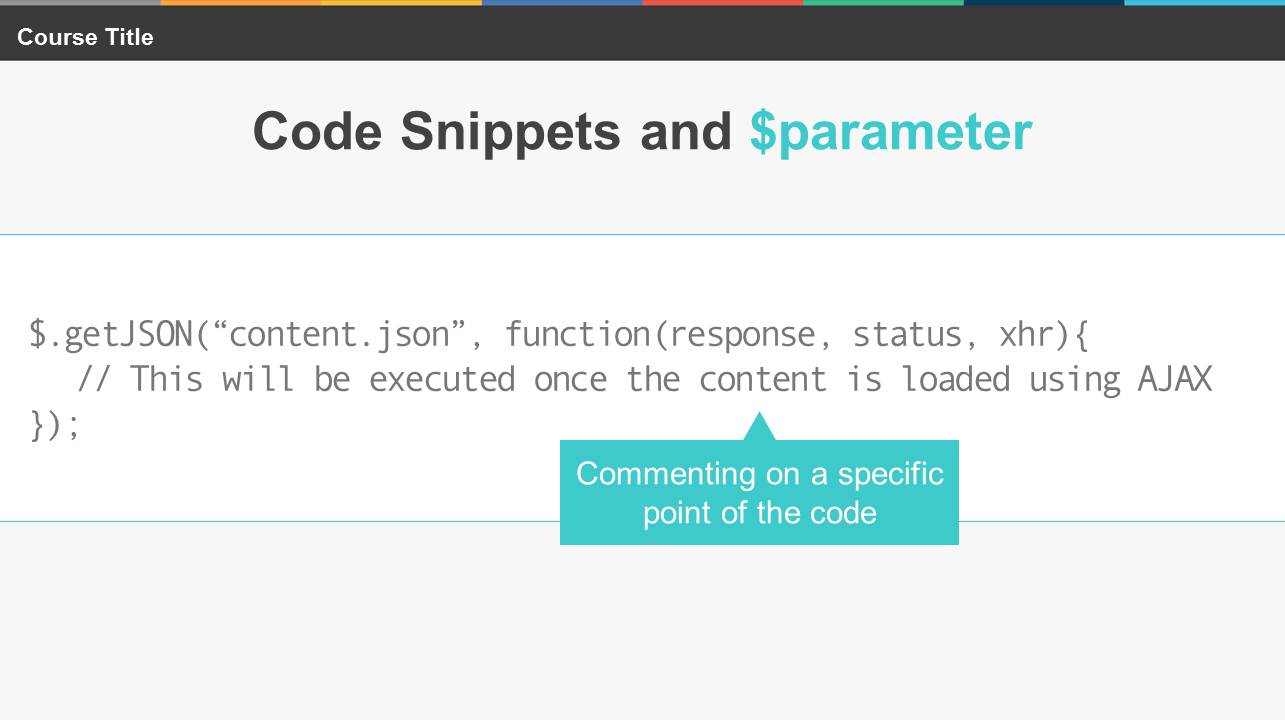 Course Title
Code Snippets and $parameter
$.getJSON(“content.json”, function(response, status, xhr){
// This will be executed once the content is loaded using AJAX
});
Commenting on a specific
point of the code